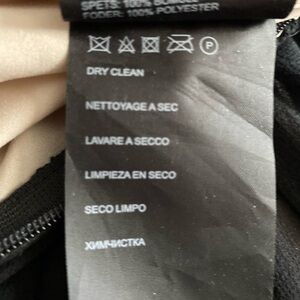 SPETS: 100%
FODER: 100% POLYESTER
P
DRY CLEAN
NETTOYAGE A SEC
LAVARE A SECCO
LIMPIEZA EN SECO
SECO LIMPO
ХИМЧИСТКА